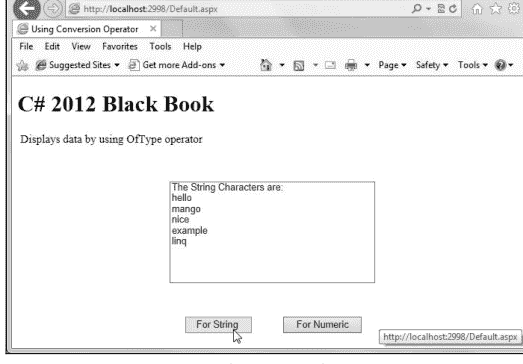 http://localhost:2998/Default.aspx
Using Conversion Operator
File Edit View Favorites Tools Help
Suggested Sites Get more Add-ons Page Safety Tools
C# 2012 Black Book
Displays data by using OfType operator
The String Characters are:
hello
mango
nice
example
linq
For String For Numeric
http://localhost:2998/Default.aspx